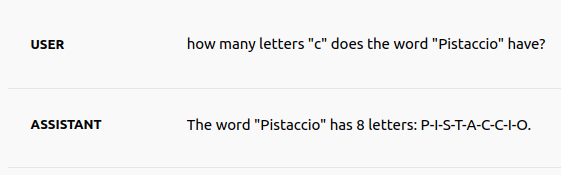 USER how many letters "c" does the word "Pistaccio" have?
ASSISTANT The word "Pistaccio" has 8 letters: P-I-S-T-A-C-C-I-O.